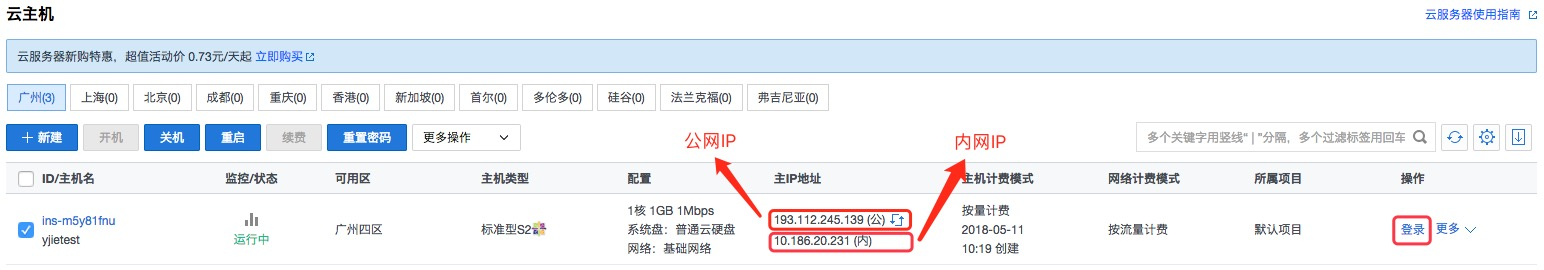 云主机
云服务器使用指南
云服务器新购特惠，超值活动价 0.73元/天起 立即购买
广州(3) 上海(0) 北京(0) 成都(0) 重庆(0) 香港(0) 新加坡(0) 首尔(0) 多伦多(0) 硅谷(0) 法兰克福(0) 弗吉尼亚(0)
+ 新建 开机 关机 重启 续费 重置密码 更多操作
多个关键字用竖线“ | ”分隔，多个过滤标签用回车
公网IP 内网IP
ID/主机名 监控/状态 可用区 主机类型 配置 主IP地址 主机计费模式 网络计费模式 所属项目 操作
ins-m5y81fnu
yjietest
运行中
广州四区
标准型S2
1核 1GB 1Mbps
系统盘：普通云硬盘
网络：基础网络
193.112.245.139 (公)
10.186.20.231 (内)
按量计费
2018-05-11
10:19 创建
按流量计费
默认项目
登录 更多